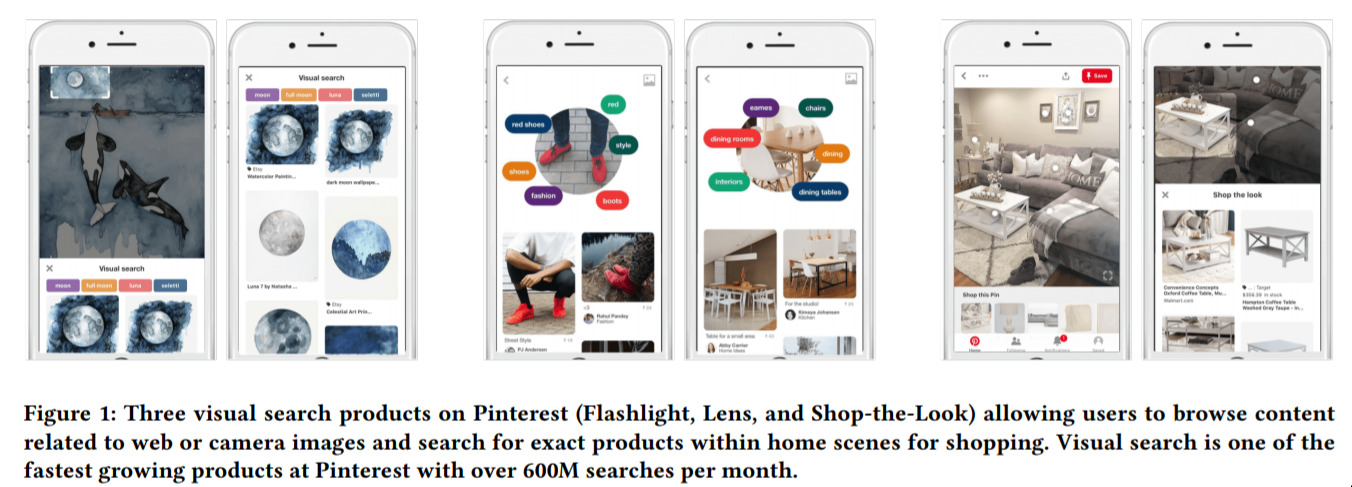 Visual search
moon
full moon
luna
seletti
Visual search
moon
full moon
luna
seletti
Etsy
Watercolor Paintin...
dark moon wallpape...
Luna 7 by Natasha ...
Etsy
Celestial Art Prin...
red
red shoes
style
shoes
fashion
boots
Rahul Pandey
Fashion
Street Style
PJ Andersen
eames
chairs
dining rooms
dining
interiors
dining tables
For the studio!
Kimaya Johansen
Kitchen
Table for a small area
Abby Carrier
Home Ideas
Save
HOME
Shop this Pin
Home
HOME
Shop the look
Convenience Concepts
Oxford Coffee Table, Mu...
Walmart.com
... : Target
in stock
Hampton Coffee Table
Washed Gray Taupe - In...
Figure 1: Three visual search products on Pinterest (Flashlight, Lens, and Shop-the-Look) allowing users to browse content
related to web or camera images and search for exact products within home scenes for shopping. Visual search is one of the
fastest growing products at Pinterest with over 600M searches per month.